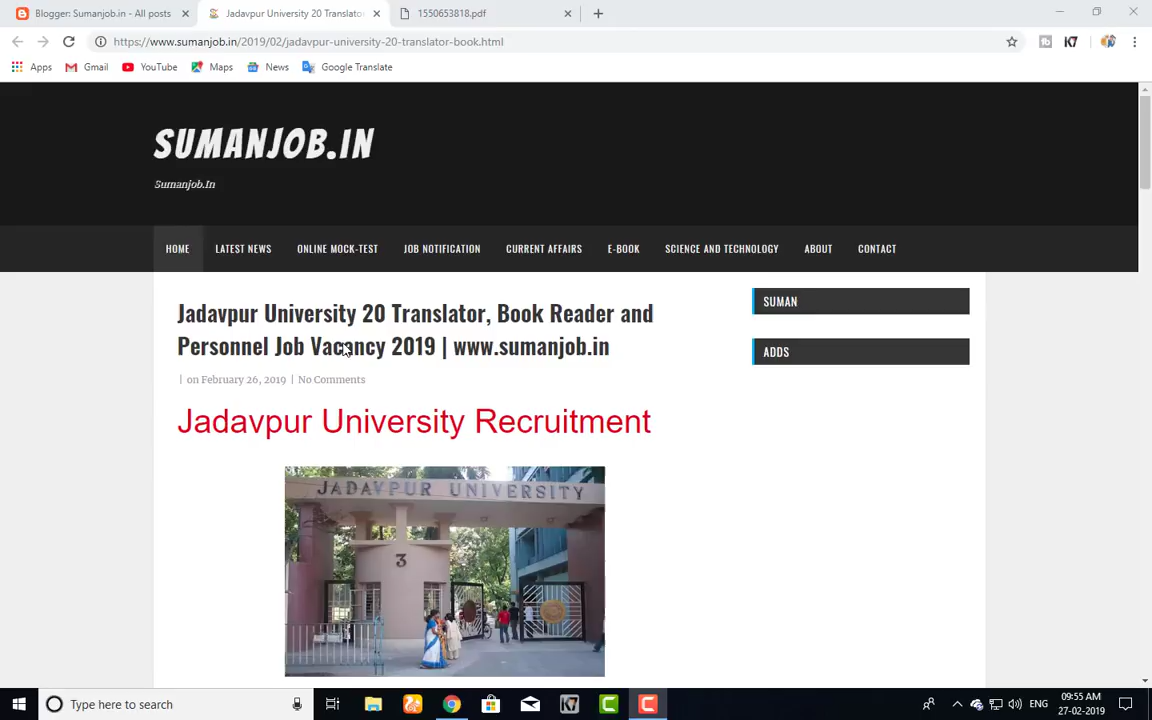 Blogger: Sumanjob.in - All posts
Jadavpur University 20 Translator
1550653818.pdf
https://www.sumanjob.in/2019/02/jadavpur-university-20-translator-book.html
K7
Apps
Gmail
YouTube
Maps
News
Google Translate
SUMANJOB.IN
Sumanjob.In
HOME
LATEST NEWS
ONLINE MOCK-TEST
JOB NOTIFICATION
CURRENT AFFAIRS
E-BOOK
SCIENCE AND TECHNOLOGY
ABOUT
CONTACT
Jadavpur University 20 Translator, Book Reader and
Personnel Job Vacancy 2019 | www.sumanjob.in
| on February 26, 2019 | No Comments
SUMAN
ADDS
Jadavpur University Recruitment
JADAVPUR UNIVERSITY
3
Type here to search
K7
ENG
09:55 AM
27-02-2019